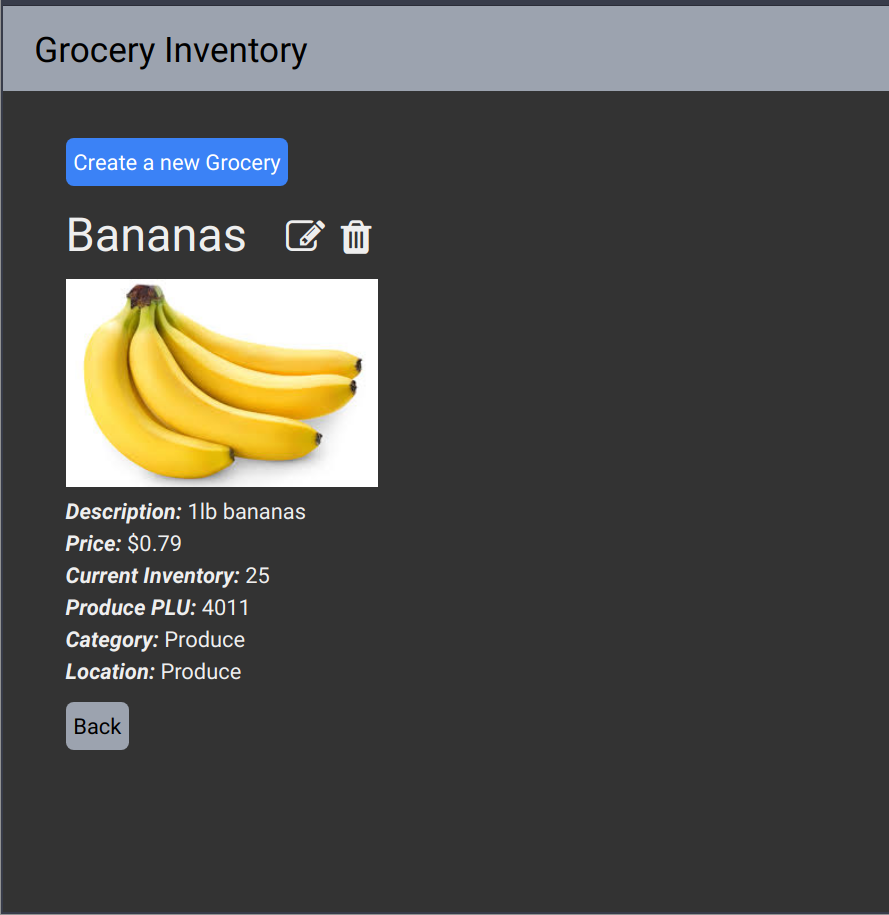 Grocery Inventory
Create a new Grocery
Bananas
Description: 1lb bananas
Price: $0.79
Current Inventory: 25
Produce PLU: 4011
Category: Produce
Location: Produce
Back